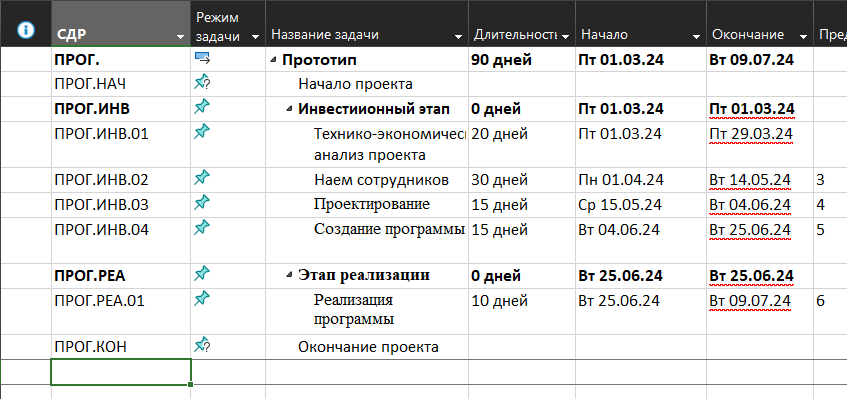 СДР Режим задачи Название задачи Длительность Начало Окончание Пред
ПРОГ. Прототип 90 дней Пт 01.03.24 Вт 09.07.24
ПРОГ.НАЧ Начало проекта
ПРОГ.ИНВ Инвестиионный этап 0 дней Пт 01.03.24 Пт 01.03.24
ПРОГ.ИНВ.01 Технико-экономичес 20 дней Пт 01.03.24 Пт 29.03.24
анализ проекта
ПРОГ.ИНВ.02 Наем сотрудников 30 дней Пн 01.04.24 Вт 14.05.24 3
ПРОГ.ИНВ.03 Проектирование 15 дней Ср 15.05.24 Вт 04.06.24 4
ПРОГ.ИНВ.04 Создание программы 15 дней Вт 04.06.24 Вт 25.06.24 5
ПРОГ.РЕА Этап реализации 0 дней Вт 25.06.24 Вт 25.06.24
ПРОГ.РЕА.01 Реализация 10 дней Вт 25.06.24 Вт 09.07.24 6
программы
ПРОГ.КОН Окончание проекта